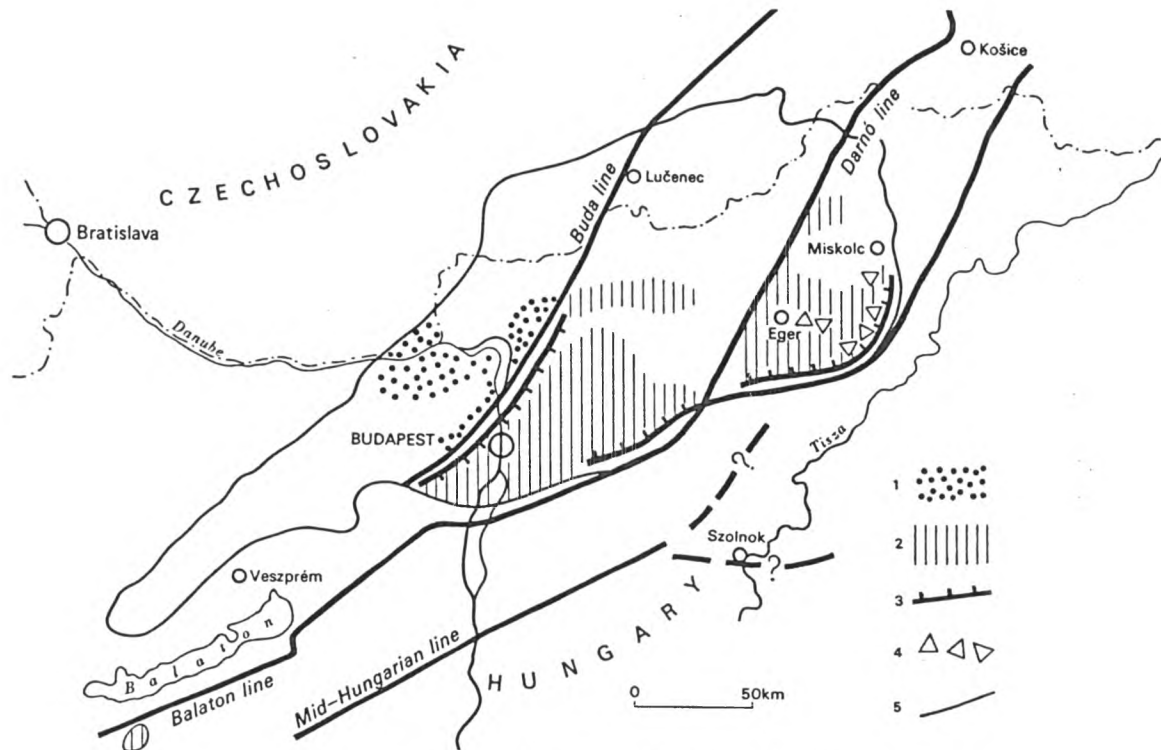 CZECHOSLOVAKIA
Košice
Buda line
Darnó line
Lučenec
Bratislava
Miskolc
Danube
Eger
BUDAPEST
Tisza
?
1
Szolnok
?
2
Veszprém
3
Balaton
HUNGARY
4
Mid-Hungarian line
0 50km
Balaton line
5